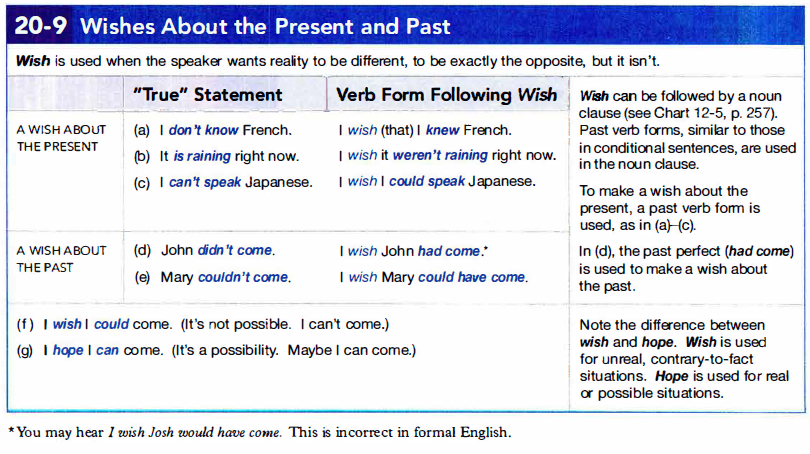 20-9 Wishes About the Present and Past
Wish is used when the speaker wants reality to be different, to be exactly the opposite, but it isn't.
"True" Statement
Verb Form Following Wish
A WISH ABOUT
THE PRESENT
(a) I don't know French.
I wish (that) I knew French.
(b) It is raining right now.
I wish it weren't raining right now.
(c) I can't speak Japanese.
I wish I could speak Japanese.
Wish can be followed by a noun
clause (see Chart 12-5, p. 257).
Past verb forms, similar to those
in conditional sentences, are used
in the noun clause.
To make a wish about the
present, a past verb form is
used, as in (a)–(c).
A WISH ABOUT
THE PAST
(d) John didn't come.
I wish John had come.*
(e) Mary couldn't come.
I wish Mary could have come.
In (d), the past perfect (had come)
is used to make a wish about
the past.
(f) I wish I could come. (It's not possible. I can't come.)
(g) I hope I can come. (It's a possibility. Maybe I can come.)
Note the difference between
wish and hope. Wish is used
for unreal, contrary-to-fact
situations. Hope is used for real
or possible situations.
*You may hear I wish Josh would have come. This is incorrect in formal English.